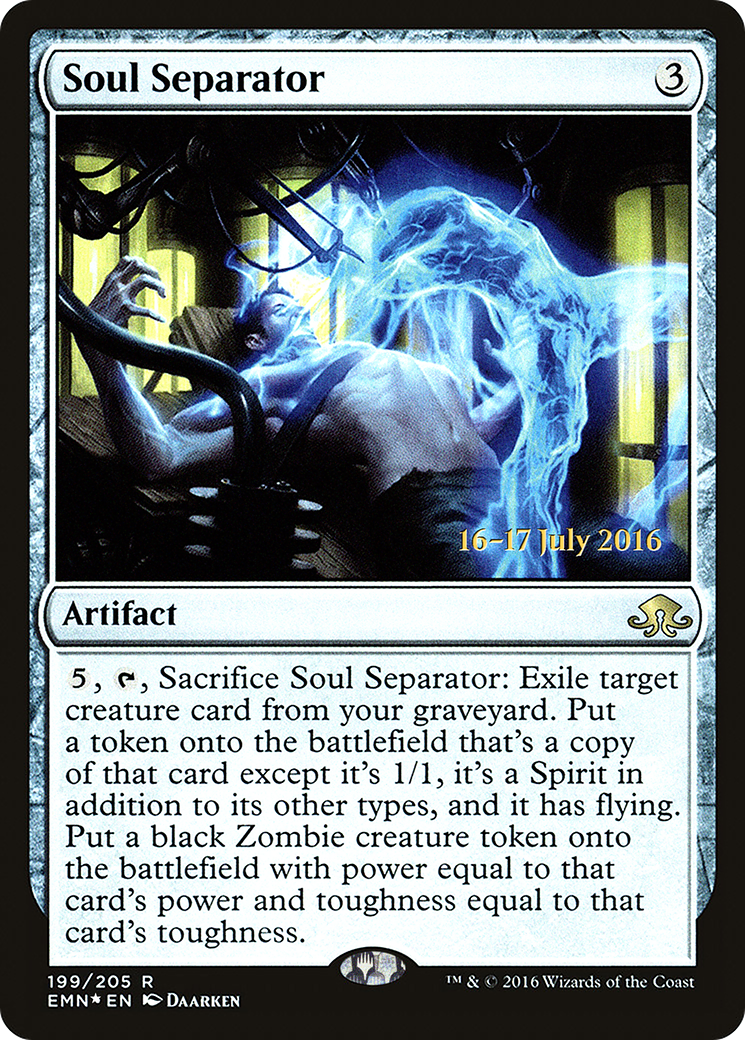 Soul Separator 3
16–17 July 2016
Artifact
5, , Sacrifice Soul Separator: Exile target
creature card from your graveyard. Put
a token onto the battlefield that's a copy
of that card except it's 1/1, it's a Spirit in
addition to its other types, and it has flying.
Put a black Zombie creature token onto
the battlefield with power equal to that
card's power and toughness equal to that
card's toughness.
199/205 R
EMN★EN Daarken
™ & © 2016 Wizards of the Coast